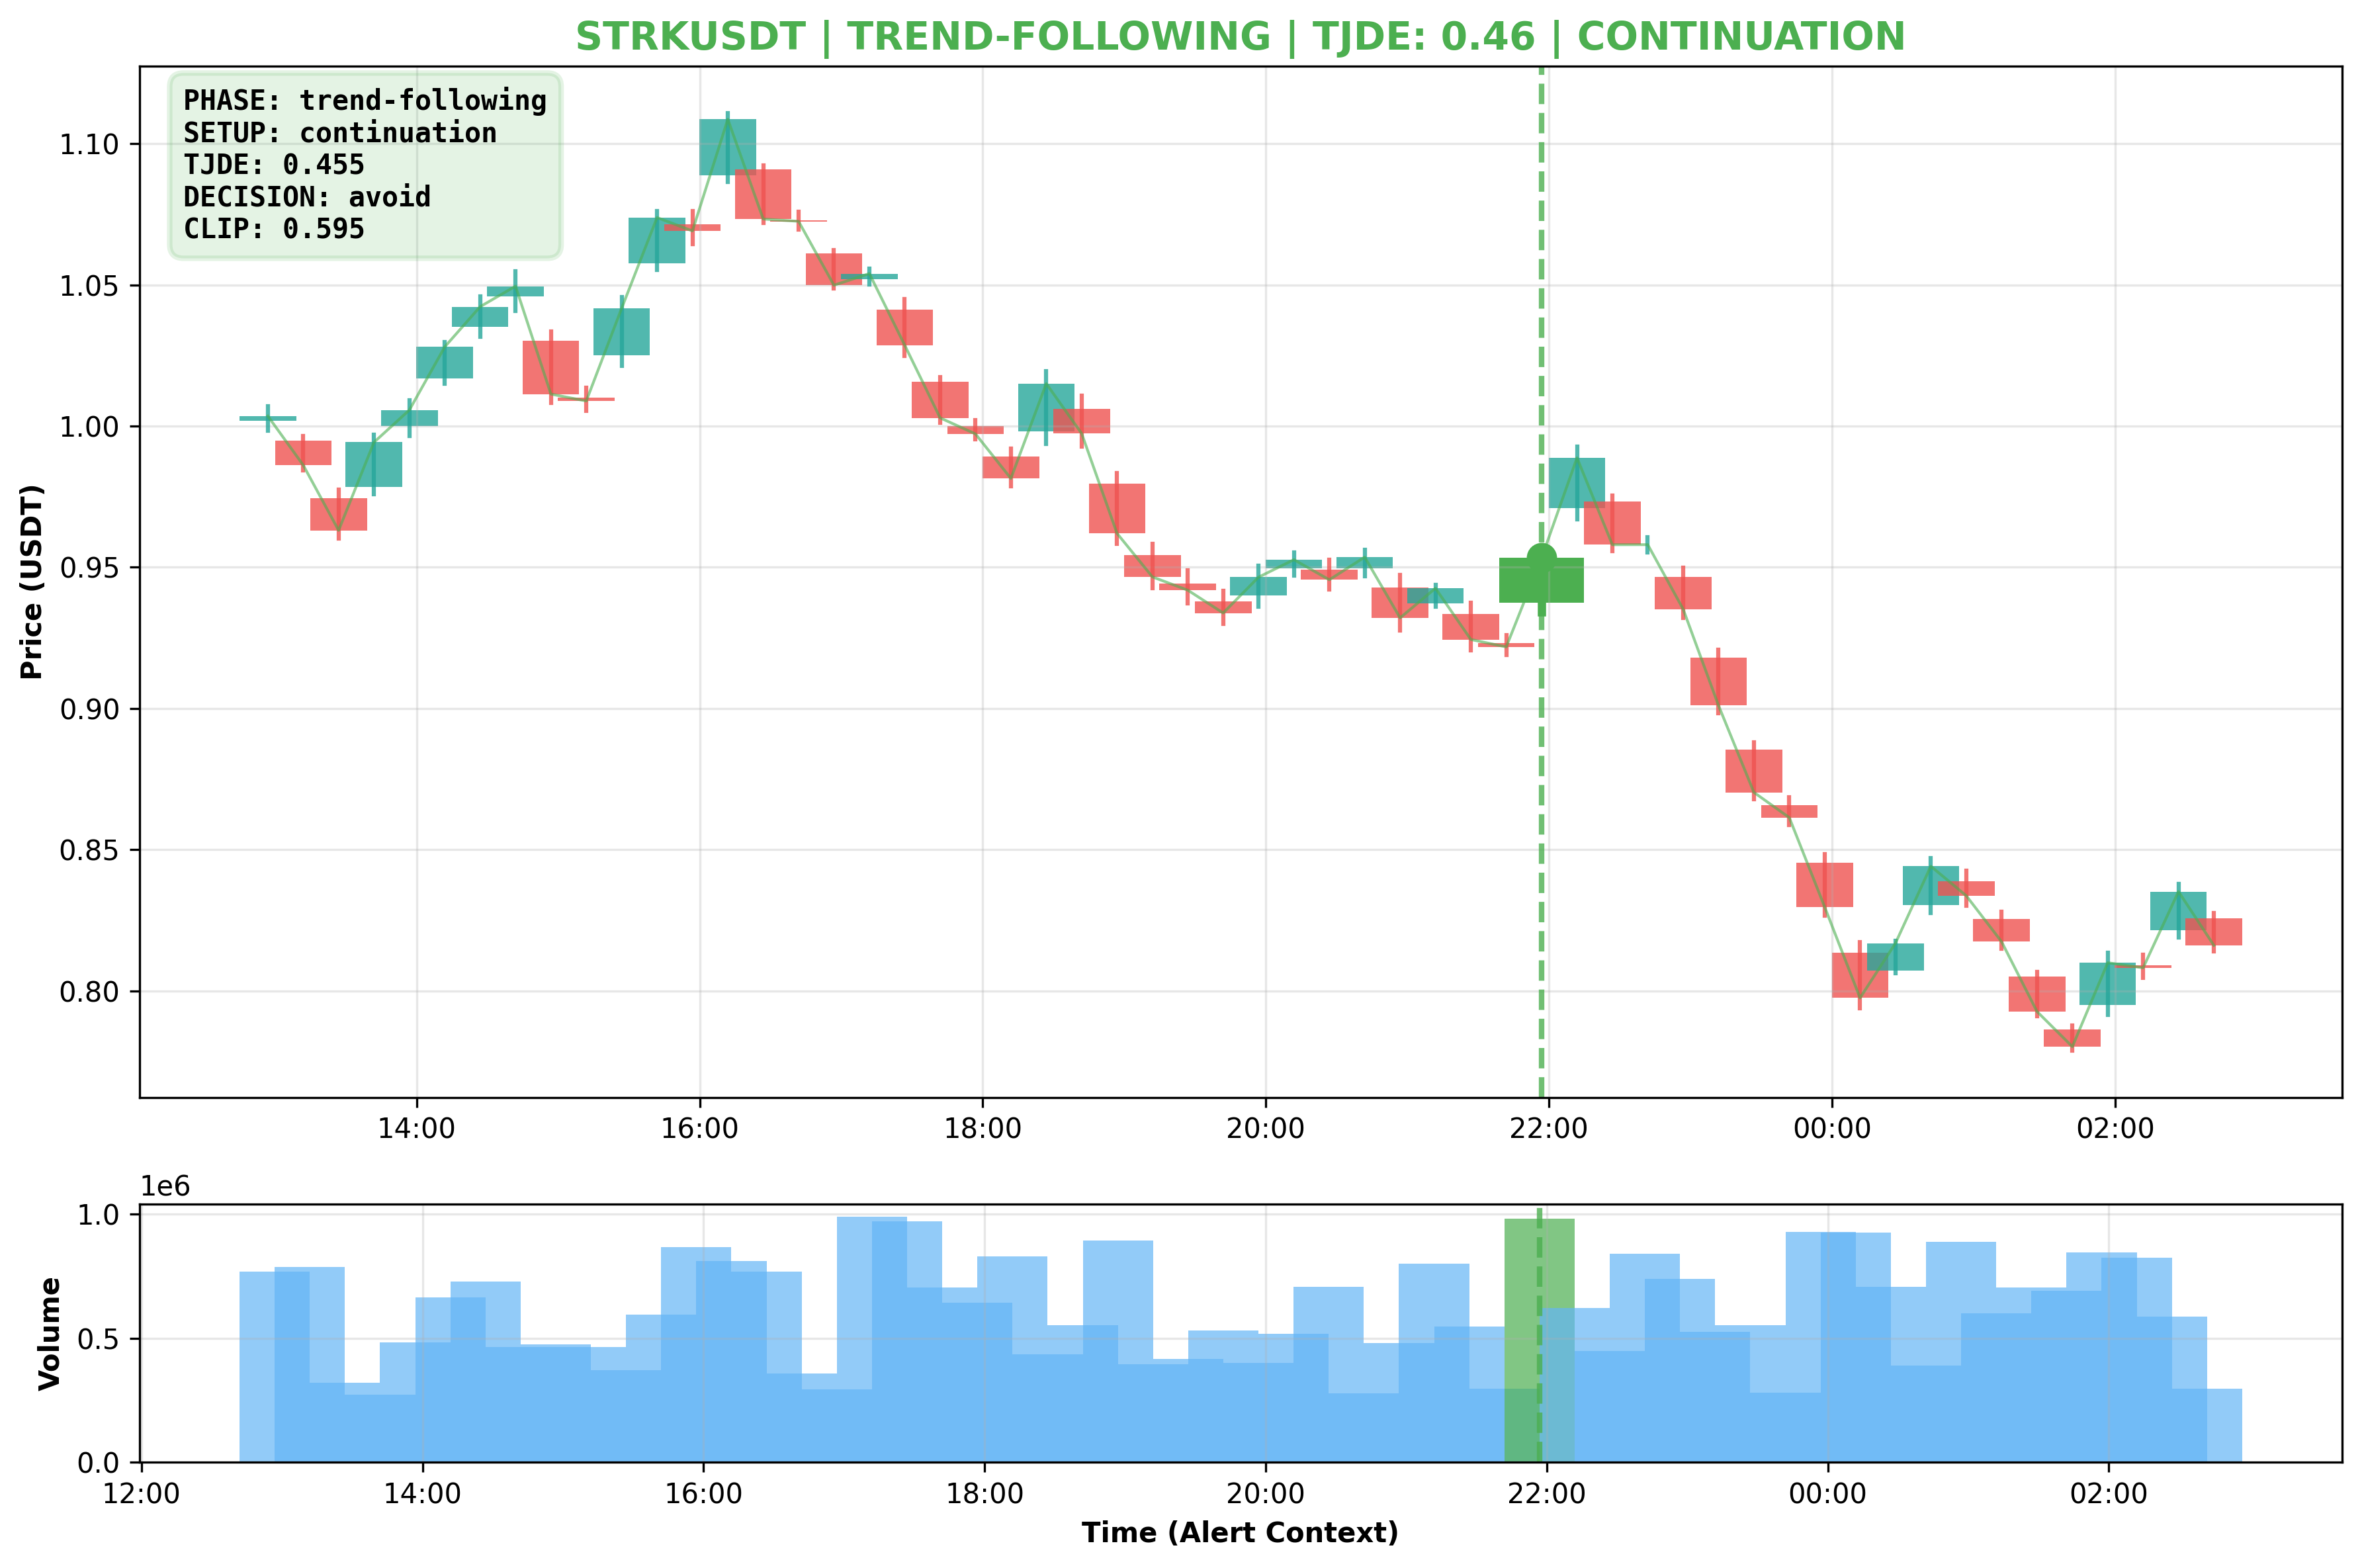 STRKUSDT | TREND-FOLLOWING | TJDE: 0.46 | CONTINUATION
PHASE: trend-following
SETUP: continuation
TJDE: 0.455
DECISION: avoid
CLIP: 0.595
Price (USDT)
1.10
1.05
1.00
0.95
0.90
0.85
0.80
14:00 16:00 18:00 20:00 22:00 00:00 02:00
1e6
Volume
1.0
0.5
0.0
12:00 14:00 16:00 18:00 20:00 22:00 00:00 02:00
Time (Alert Context)